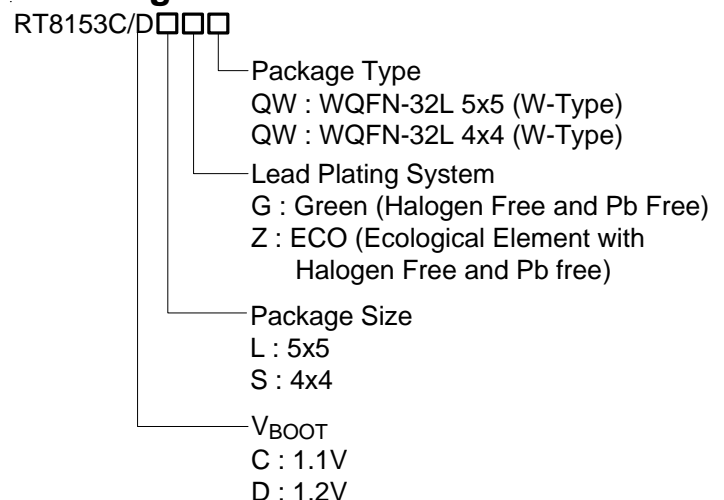 RT8153C/D□□□
Package Type
QW : WQFN-32L 5x5 (W-Type)
QW : WQFN-32L 4x4 (W-Type)
Lead Plating System
G : Green (Halogen Free and Pb Free)
Z : ECO (Ecological Element with
Halogen Free and Pb free)
Package Size
L : 5x5
S : 4x4
VBOOT
C : 1.1V
D : 1.2V